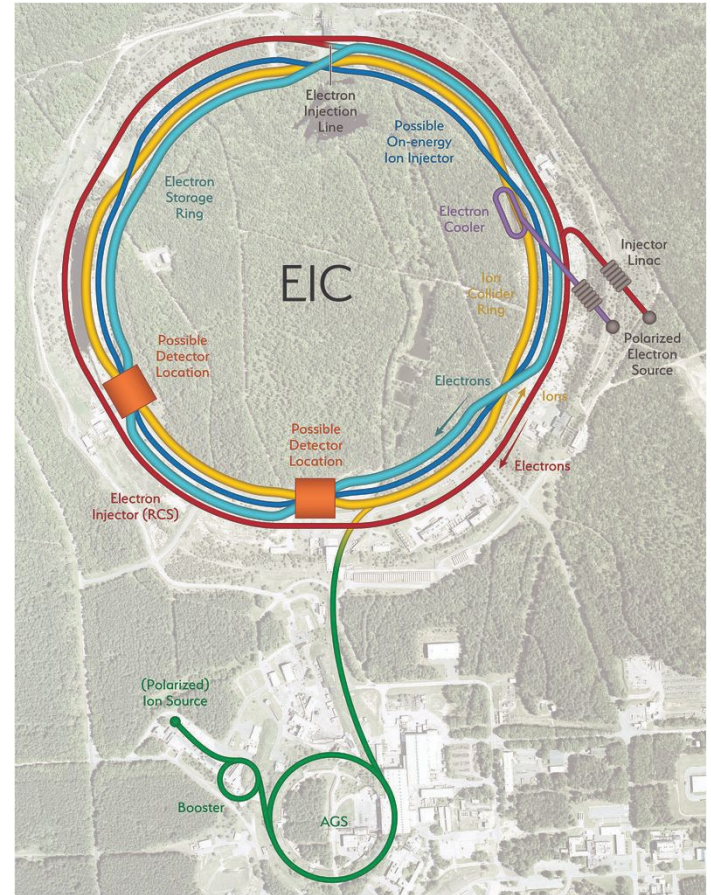 Electron
Injection
Line
Possible
On-energy
Ion Injector
Electron
Storage
Ring
Electron
Cooler
Injector
Linac
EIC
Ion
Collider
Ring
Polarized
Electron
Source
Possible
Detector
Location
Electrons
Ions
Possible
Detector
Location
Electrons
Electron
Injector (RCS)
(Polarized)
Ion Source
Booster
AGS